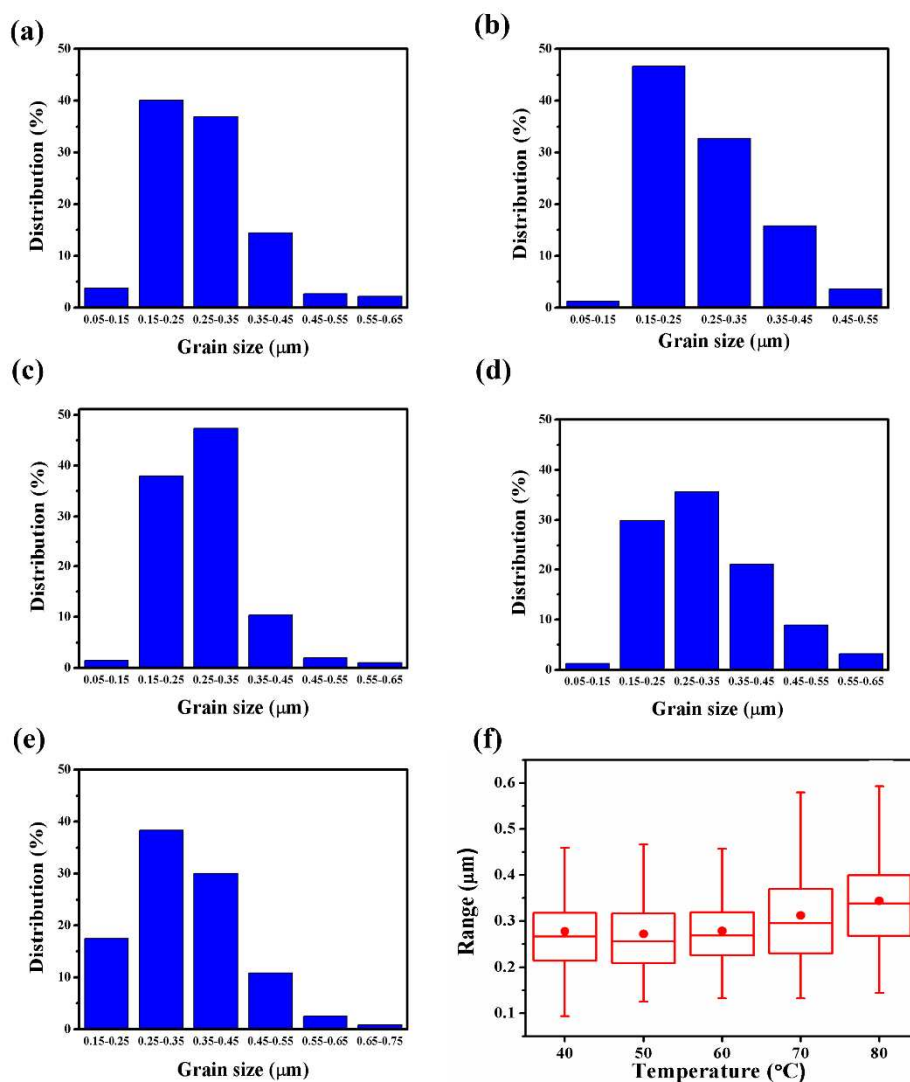 (a)
50
40
30
20
10
0
Distribution (%)
0.05-0.15 0.15-0.25 0.25-0.35 0.35-0.45 0.45-0.55 0.55-0.65
Grain size (μm)
(b)
50
40
30
20
10
0
Distribution (%)
0.05-0.15 0.15-0.25 0.25-0.35 0.35-0.45 0.45-0.55
Grain size (μm)
(c)
50
40
30
20
10
0
Distribution (%)
0.05-0.15 0.15-0.25 0.25-0.35 0.35-0.45 0.45-0.55 0.55-0.65
Grain size (μm)
(d)
50
40
30
20
10
0
Distribution (%)
0.05-0.15 0.15-0.25 0.25-0.35 0.35-0.45 0.45-0.55 0.55-0.65
Grain size (μm)
(e)
50
40
30
20
10
0
Distribution (%)
0.15-0.25 0.25-0.35 0.35-0.45 0.45-0.55 0.55-0.65 0.65-0.75
Grain size (μm)
(f)
0.6
0.5
0.4
0.3
0.2
0.1
Range (μm)
40 50 60 70 80
Temperature (°C)